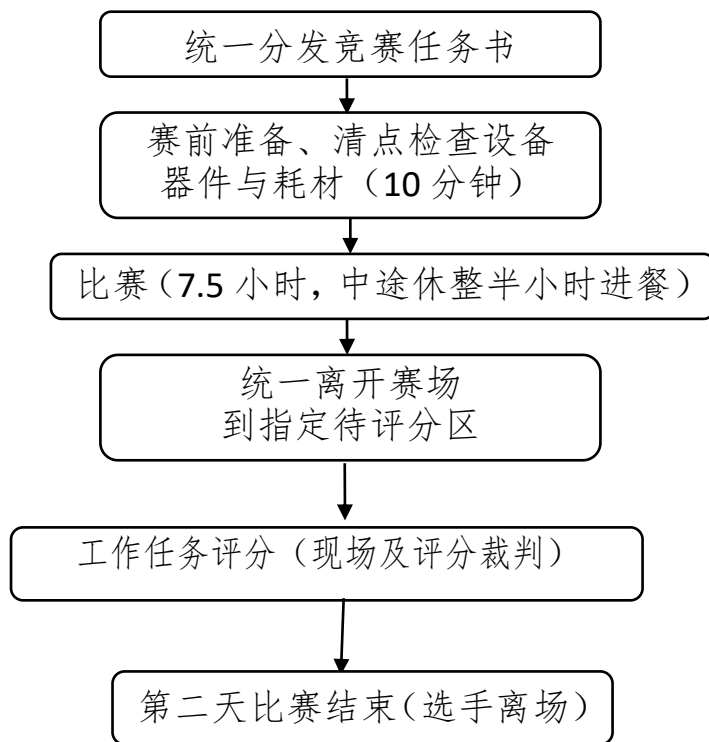 统一分发竞赛任务书
赛前准备、清点检查设备
器件与耗材（10 分钟）
比赛（7.5 小时，中途休整半小时进餐）
统一离开赛场
到指定待评分区
工作任务评分（现场及评分裁判）
第二天比赛结束（选手离场）